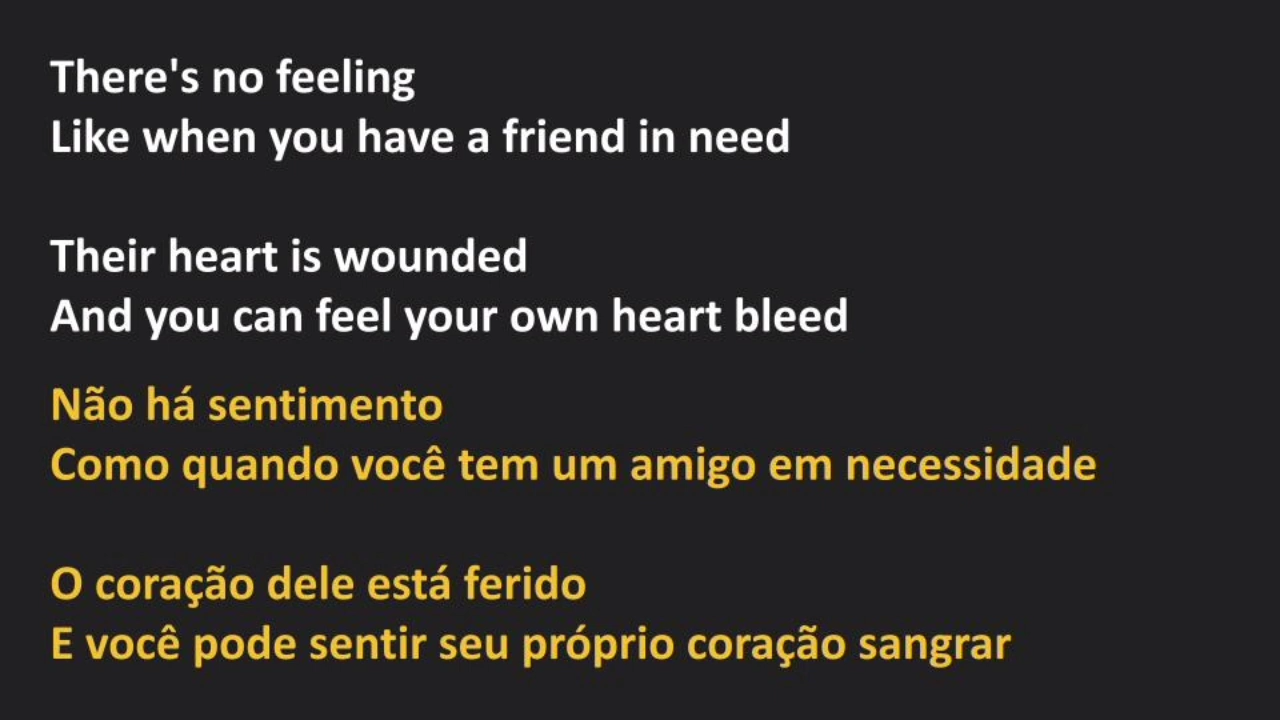 There's no feeling
Like when you have a friend in need
Their heart is wounded
And you can feel your own heart bleed
Não há sentimento
Como quando você tem um amigo em necessidade
O coração dele está ferido
E você pode sentir seu próprio coração sangrar